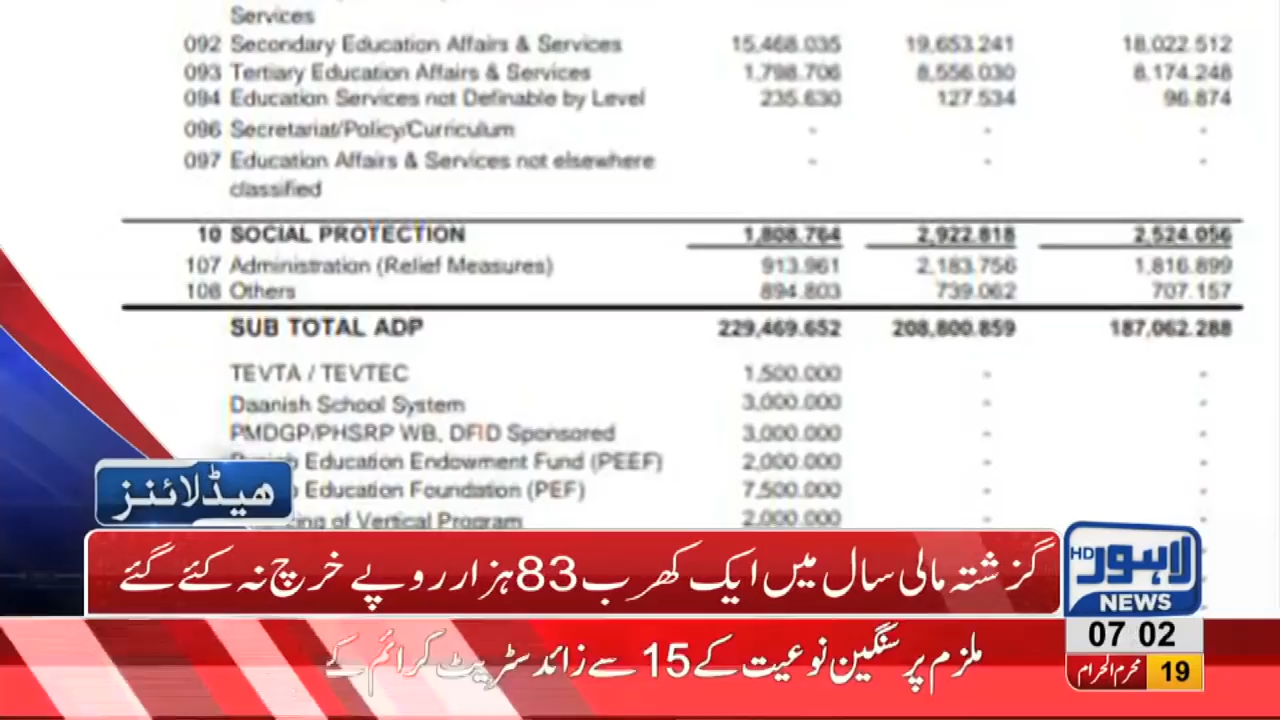 Services
092 Secondary Education Affairs & Services 15,468.035 19,653.241 18,022.512
093 Tertiary Education Affairs & Services 1,798.706 8,556.030 8,174.248
094 Education Services not Definable by Level 235.630 127.534 96.874
096 Secretariat/Policy/Curriculum - - -
097 Education Affairs & Services not elsewhere - - -
classified
10 SOCIAL PROTECTION 1,808.764 2,922.818 2,524.056
107 Administration (Relief Measures) 913.961 2,183.756 1,816.899
108 Others 894.803 739.062 707.157
SUB TOTAL ADP 229,469.652 208,800.859 187,062.288
TEVTA / TEVTEC 1,500.000 - -
Daanish School System 3,000.000 - -
PMDGP/PHSRP WB, DFID Sponsored 3,000.000 - -
Education Endowment Fund (PEEF) 2,000.000 - -
Education Foundation (PEF) 7,500.000 - -
of Vertical Program 2,000.000 - -
ھیڈلائنز
گزشتہ مالی سال میں ایک کھرب 83 ہزار روپے خرچ نہ کئے گئے
HD لاہور
NEWS
07 02
19 محرم الحرام
ملزم پر سنگین نوعیت کے 15 سے زائد سٹریٹ کرائم کے